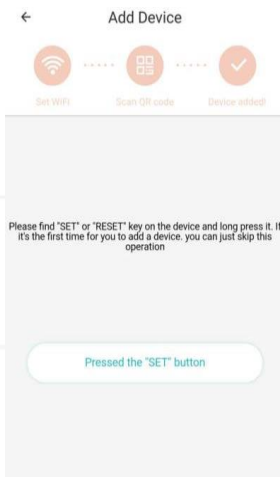 Add Device
Set WiFi
Scan QR code
Device added!
Please find "SET" or "RESET" key on the device and long press it. If
it's the first time for you to add a device. you can just skip this
operation
Pressed the "SET" button